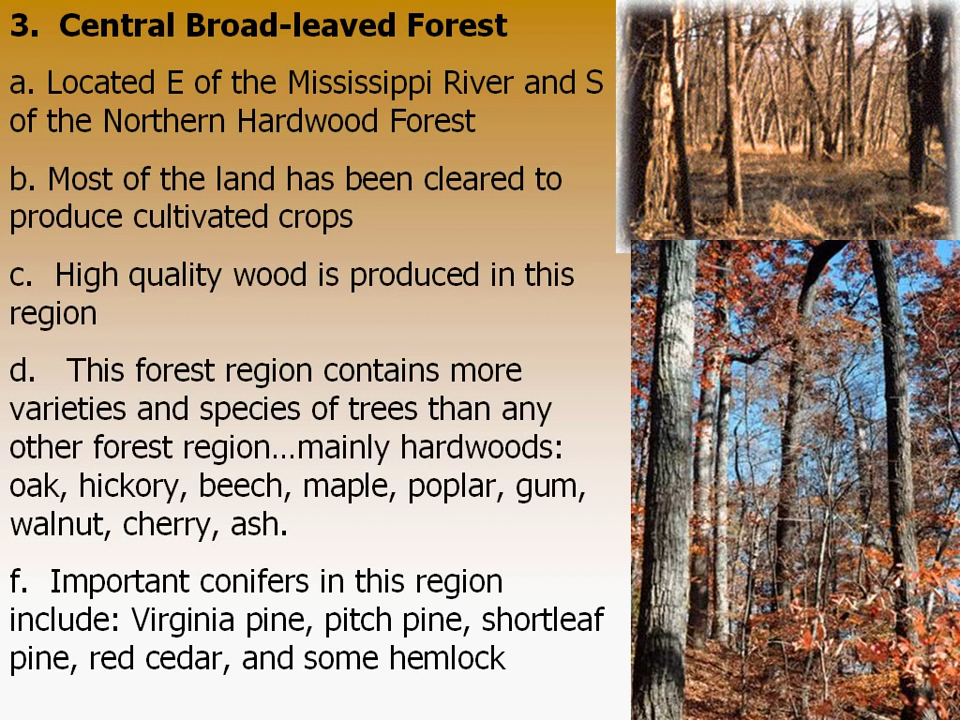 3.  Central Broad-leaved Forest
a. Located E of the Mississippi River and S
of the Northern Hardwood Forest
b. Most of the land has been cleared to
produce cultivated crops
c.  High quality wood is produced in this
region
d.   This forest region contains more
varieties and species of trees than any
other forest region…mainly hardwoods:
oak, hickory, beech, maple, poplar, gum,
walnut, cherry, ash.
f.  Important conifers in this region
include: Virginia pine, pitch pine, shortleaf
pine, red cedar, and some hemlock